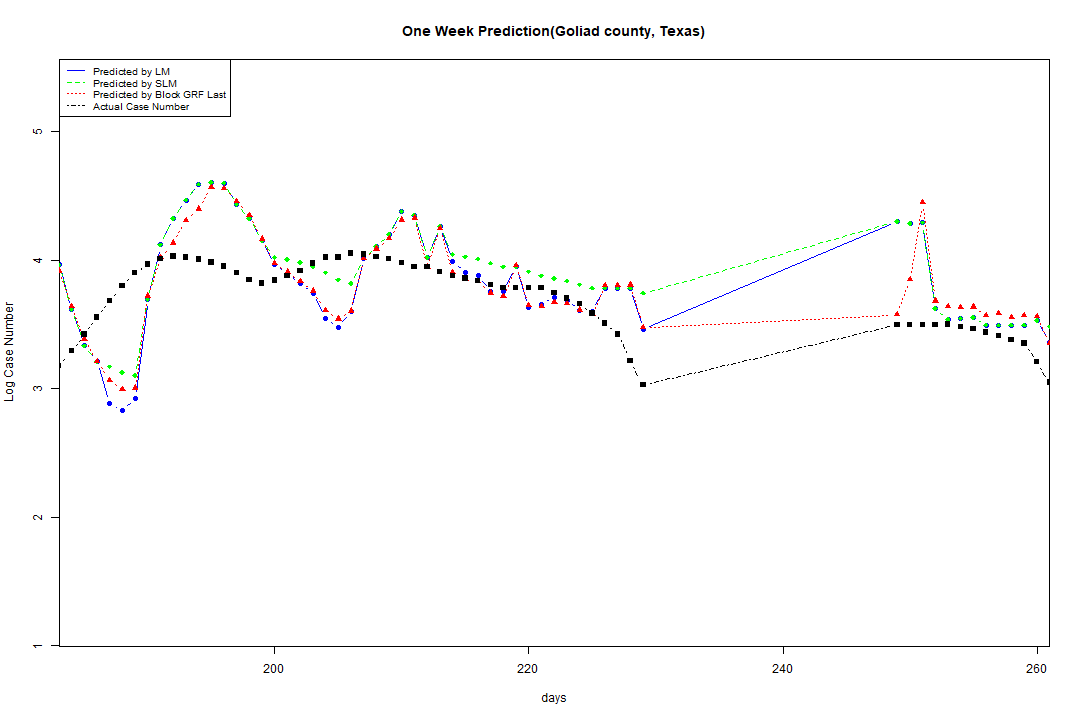 One Week Prediction(Goliad county, Texas)
Predicted by LM
Predicted by SLM
Predicted by Block GRF Last
Actual Case Number
5
4
3
2
1
Log Case Number
200
220
240
260
days